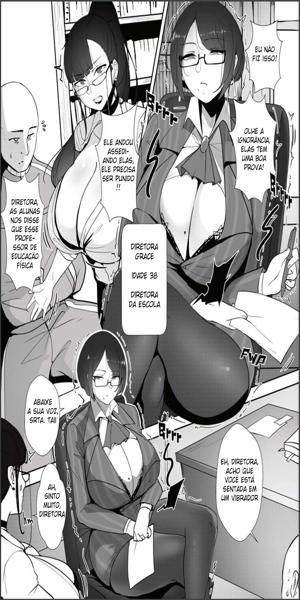 EU NÃO
FIZ ISSO!
BRRR
OLHE A
IGNORÂNCIA,
ELAS TEM
UMA BOA
PROVA!
ELE ANDOU
ASSEDI-
ANDO ELAS,
ELE PRECISA
SER PUNIDO
!!
BRRR
DIRETORA,
AS ALUNAS
NOS DISSE
QUE ESSE
PROFE-
SSOR DE
EDUCAÇÃO
FÍSICA
DIRETORA
GRACE
IDADE 38
DIRETORA
DA ESCOLA
FWP
BRRR
ABAIXE
A SUA VOZ,
SRTA. TAI!
EI, DIRETORA,
ACHO QUE
VOCÊ ESTÁ
SENTADA EM
UM VIBRADOR
AH,
SINTO
MUITO,
DIRETORA